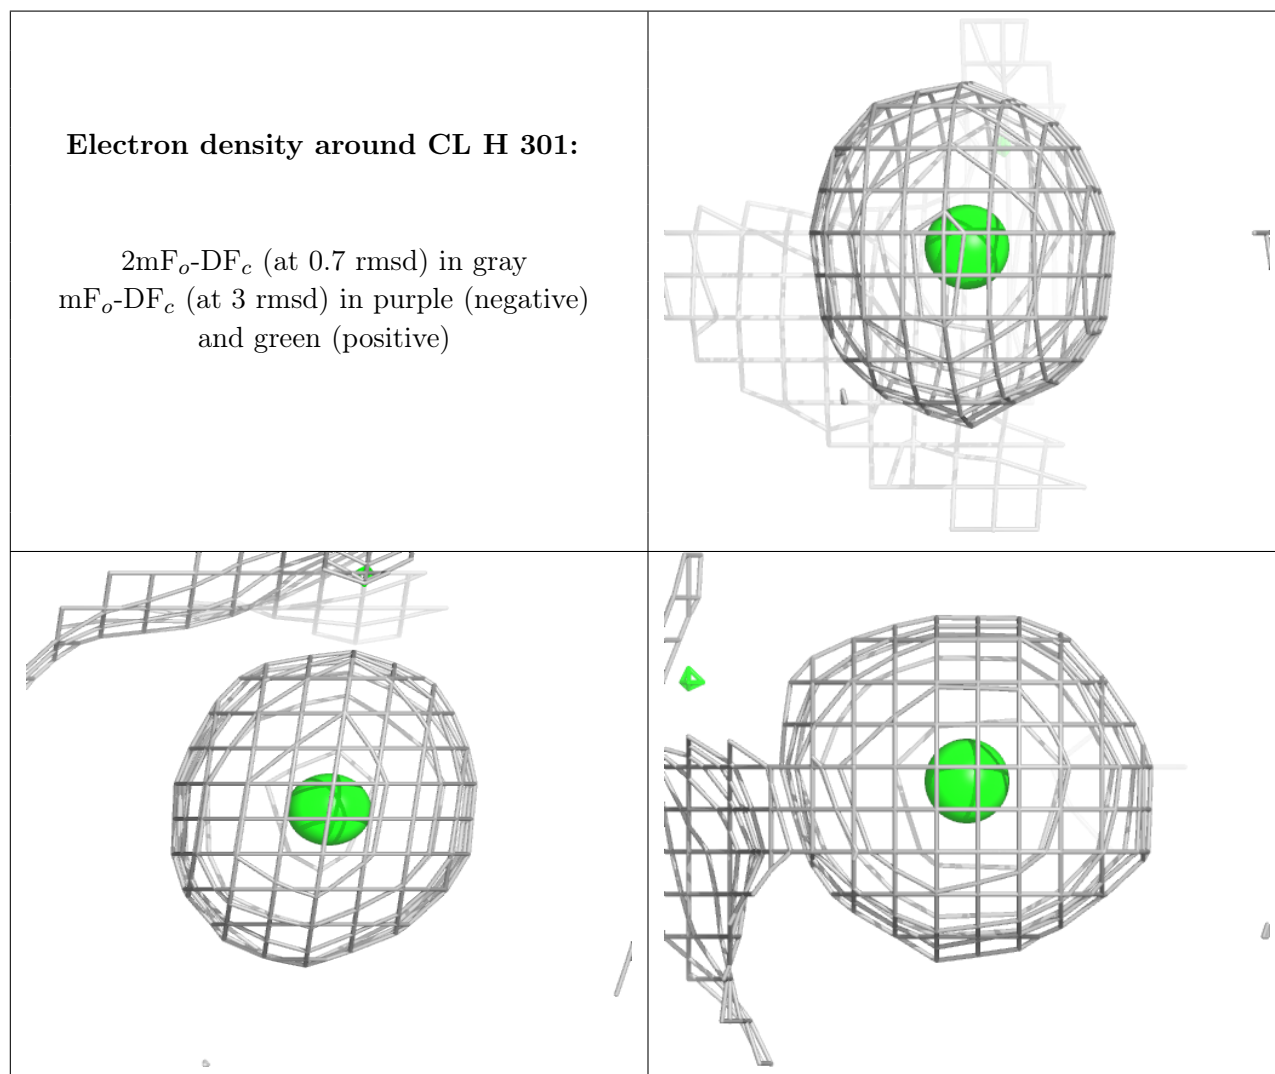 Electron density around CL H 301:
2mFo-DFc (at 0.7 rmsd) in gray
mFo-DFc (at 3 rmsd) in purple (negative)
and green (positive)